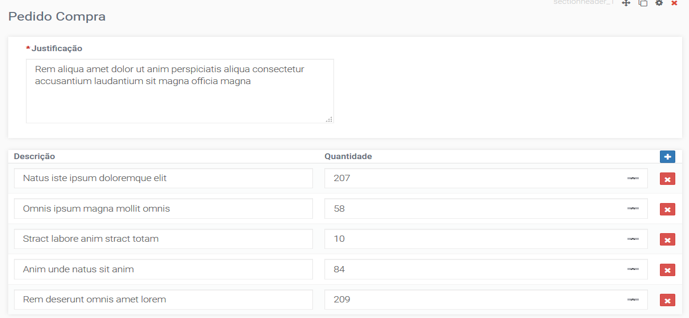 sectionheader_1
Pedido Compra
* Justificação
Rem aliqua amet dolor ut anim perspiciatis aliqua consectetur
accusantium laudantium sit magna officia magna
Descrição Quantidade
Natus iste ipsum doloremque elit 207
Omnis ipsum magna mollit omnis 58
Stract labore anim stract totam 10
Anim unde natus sit anim 84
Rem deserunt omnis amet lorem 209